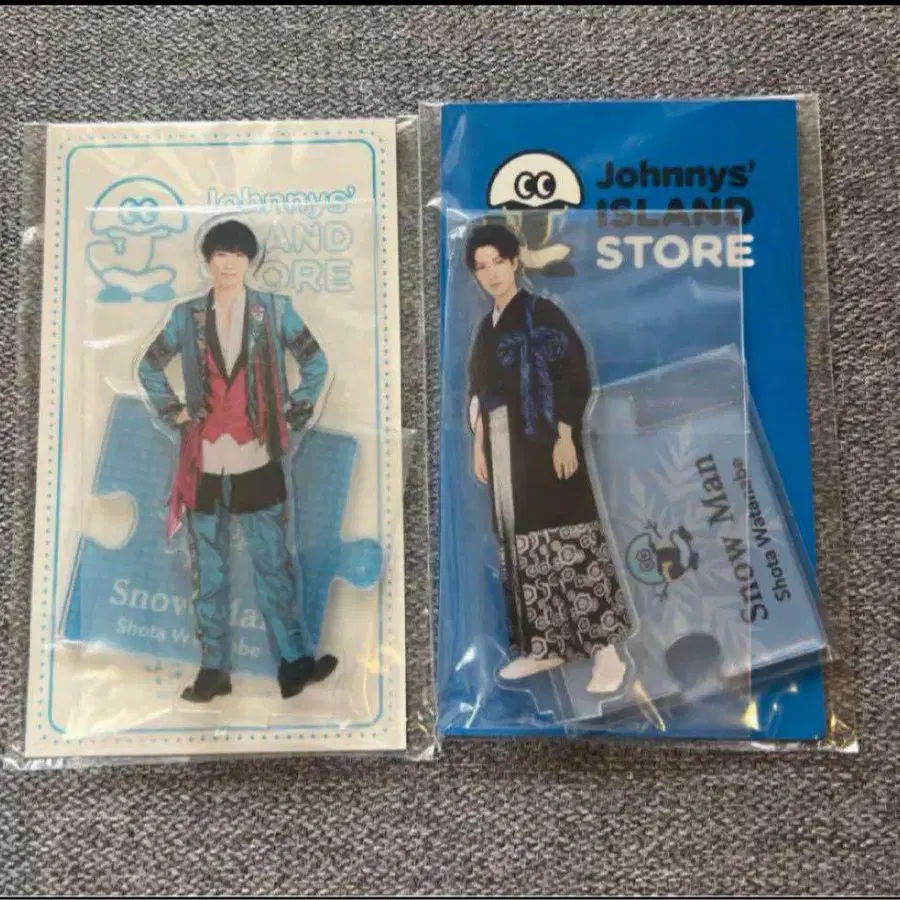 Johnnys'
ISLAND
STORE
Snow Man
Shota Watanabe
Johnnys'
ISLAND
STORE
Snow Man
Shota Watanabe